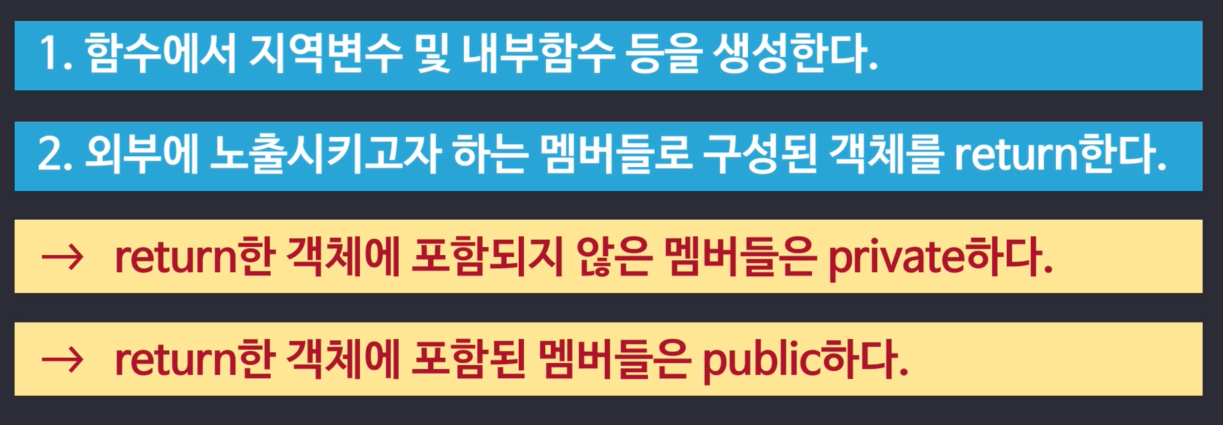 1. 함수에서 지역변수 및 내부함수 등을 생성한다.
2. 외부에 노출시키고자 하는 멤버들로 구성된 객체를 return한다.
→ return한 객체에 포함되지 않은 멤버들은 private하다.
→ return한 객체에 포함된 멤버들은 public하다.